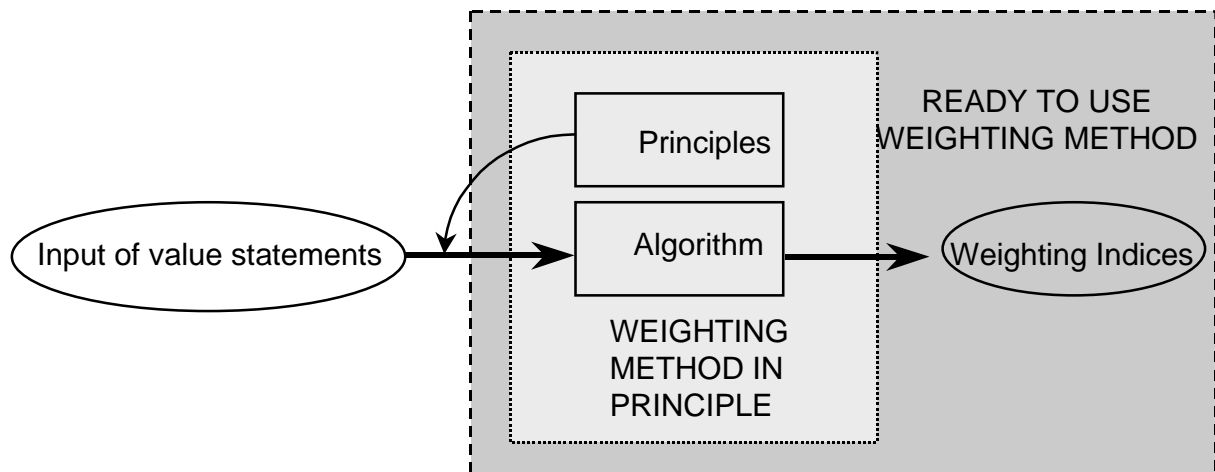 READY TO USE
WEIGHTING METHOD
Principles
Input of value statements
Algorithm
Weighting Indices
WEIGHTING
METHOD IN
PRINCIPLE